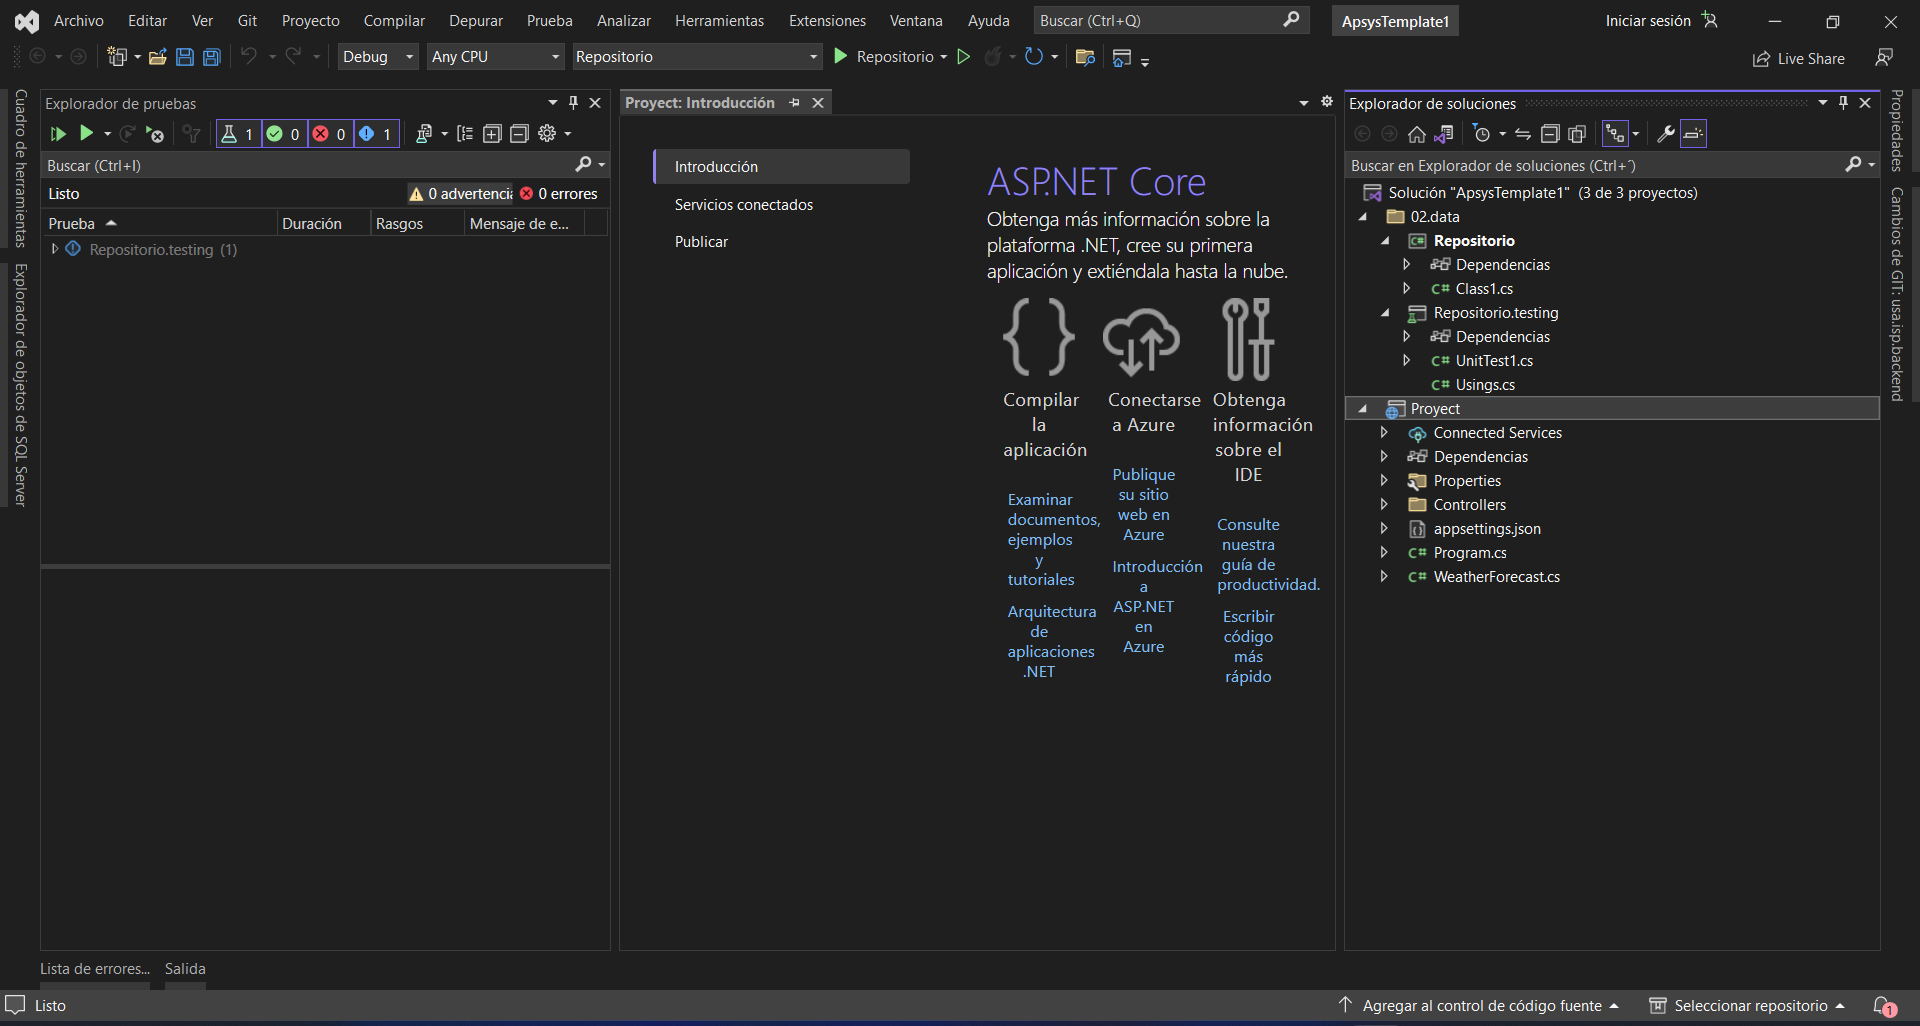 Archivo Editar Ver Git Proyecto Compilar Depurar Prueba Analizar Herramientas Extensiones Ventana Ayuda Buscar (Ctrl+Q) ApsysTemplate1 Iniciar sesión
Debug Any CPU Repositorio Repositorio Live Share
Cuadro de herramientas
Explorador de objetos de SQL Server
Explorador de pruebas
1 0 0 1
Buscar (Ctrl+I)
Listo 0 advertencia 0 errores
Prueba Duración Rasgos Mensaje de e...
Repositorio.testing (1)
Proyect: Introducción
Introducción
Servicios conectados
Publicar
ASP.NET Core
Obtenga más información sobre la
plataforma .NET, cree su primera
aplicación y extiéndala hasta la nube.
Compilar
la
aplicación
Examinar
documentos,
ejemplos
y
tutoriales
Arquitectura
de
aplicaciones
.NET
Conectarse
a Azure
Publique
su sitio
web en
Azure
Introducción
a
ASP.NET
en
Azure
Obtenga
información
sobre el
IDE
Consulte
nuestra
guía de
productividad.
Escribir
código
más
rápido
Explorador de soluciones
Buscar en Explorador de soluciones (Ctrl+´)
Solución "ApsysTemplate1" (3 de 3 proyectos)
02.data
C# Repositorio
Dependencias
C# Class1.cs
Repositorio.testing
Dependencias
C# UnitTest1.cs
C# Usings.cs
Proyect
Connected Services
Dependencias
Properties
Controllers
appsettings.json
C# Program.cs
C# WeatherForecast.cs
Propiedades
Cambios de GIT: usa.isp.backend
Lista de errores... Salida
Listo Agregar al control de código fuente Seleccionar repositorio 1